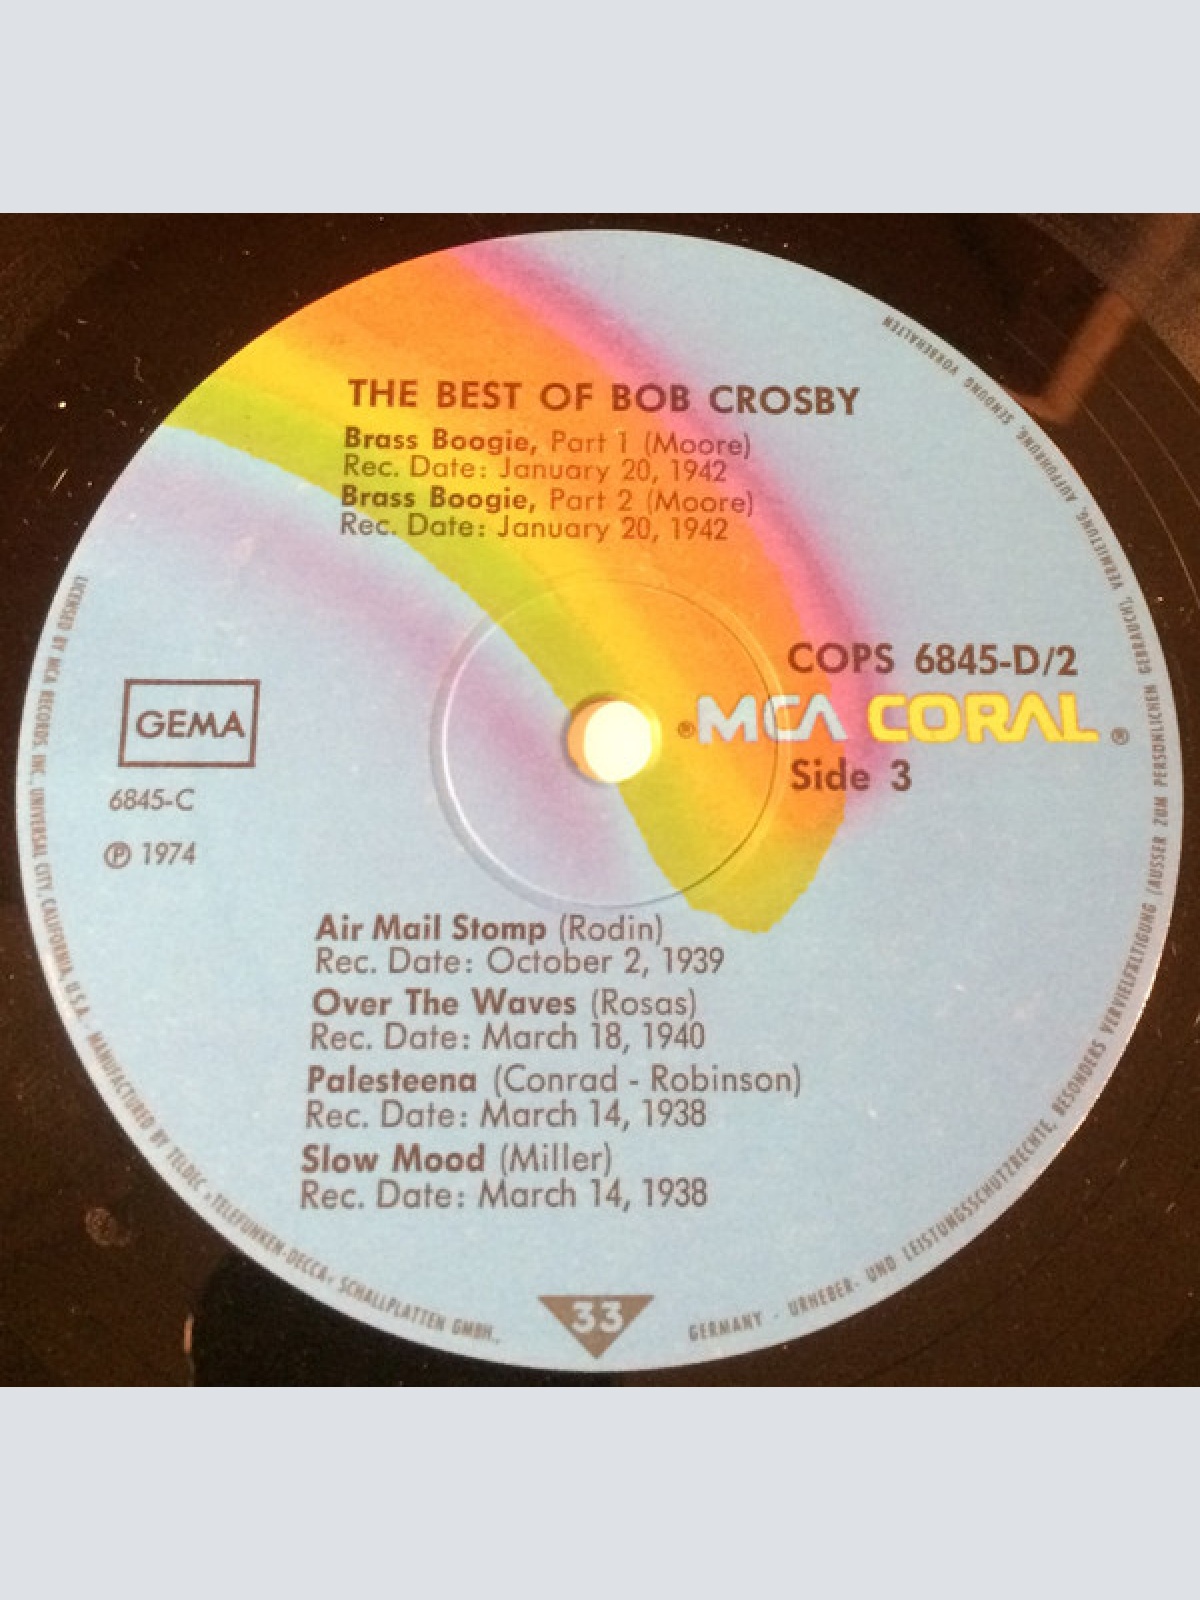 THE BEST OF BOB CROSBY
Brass Boogie, Part 1 (Moore)
Rec. Date: January 20, 1942
Brass Boogie, Part 2 (Moore)
Rec. Date: January 20, 1942
COPS 6845-D/2
®MCA CORAL®
Side 3
GEMA
6845-C
℗ 1974
Air Mail Stomp (Rodin)
Rec. Date: October 2, 1939
Over The Waves (Rosas)
Rec. Date: March 18, 1940
Palesteena (Conrad - Robinson)
Rec. Date: March 14, 1938
Slow Mood (Miller)
Rec. Date: March 14, 1938
33
LICENSED BY MCA RECORDS, INC., UNIVERSAL CITY, CALIFORNIA, U.S.A. · MANUFACTURED BY TELDEC »TELEFUNKEN-DECCA« SCHALLPLATTEN GMBH.,
GERMANY · URHEBER- UND LEISTUNGSSCHUTZRECHTE, BESONDERS VERVIELFÄLTIGUNG (AUSSER ZUM PERSÖNLICHEN GEBRAUCH), VERMIETUNG, AUFFÜHRUNG, SENDUNG VORBEHALTEN